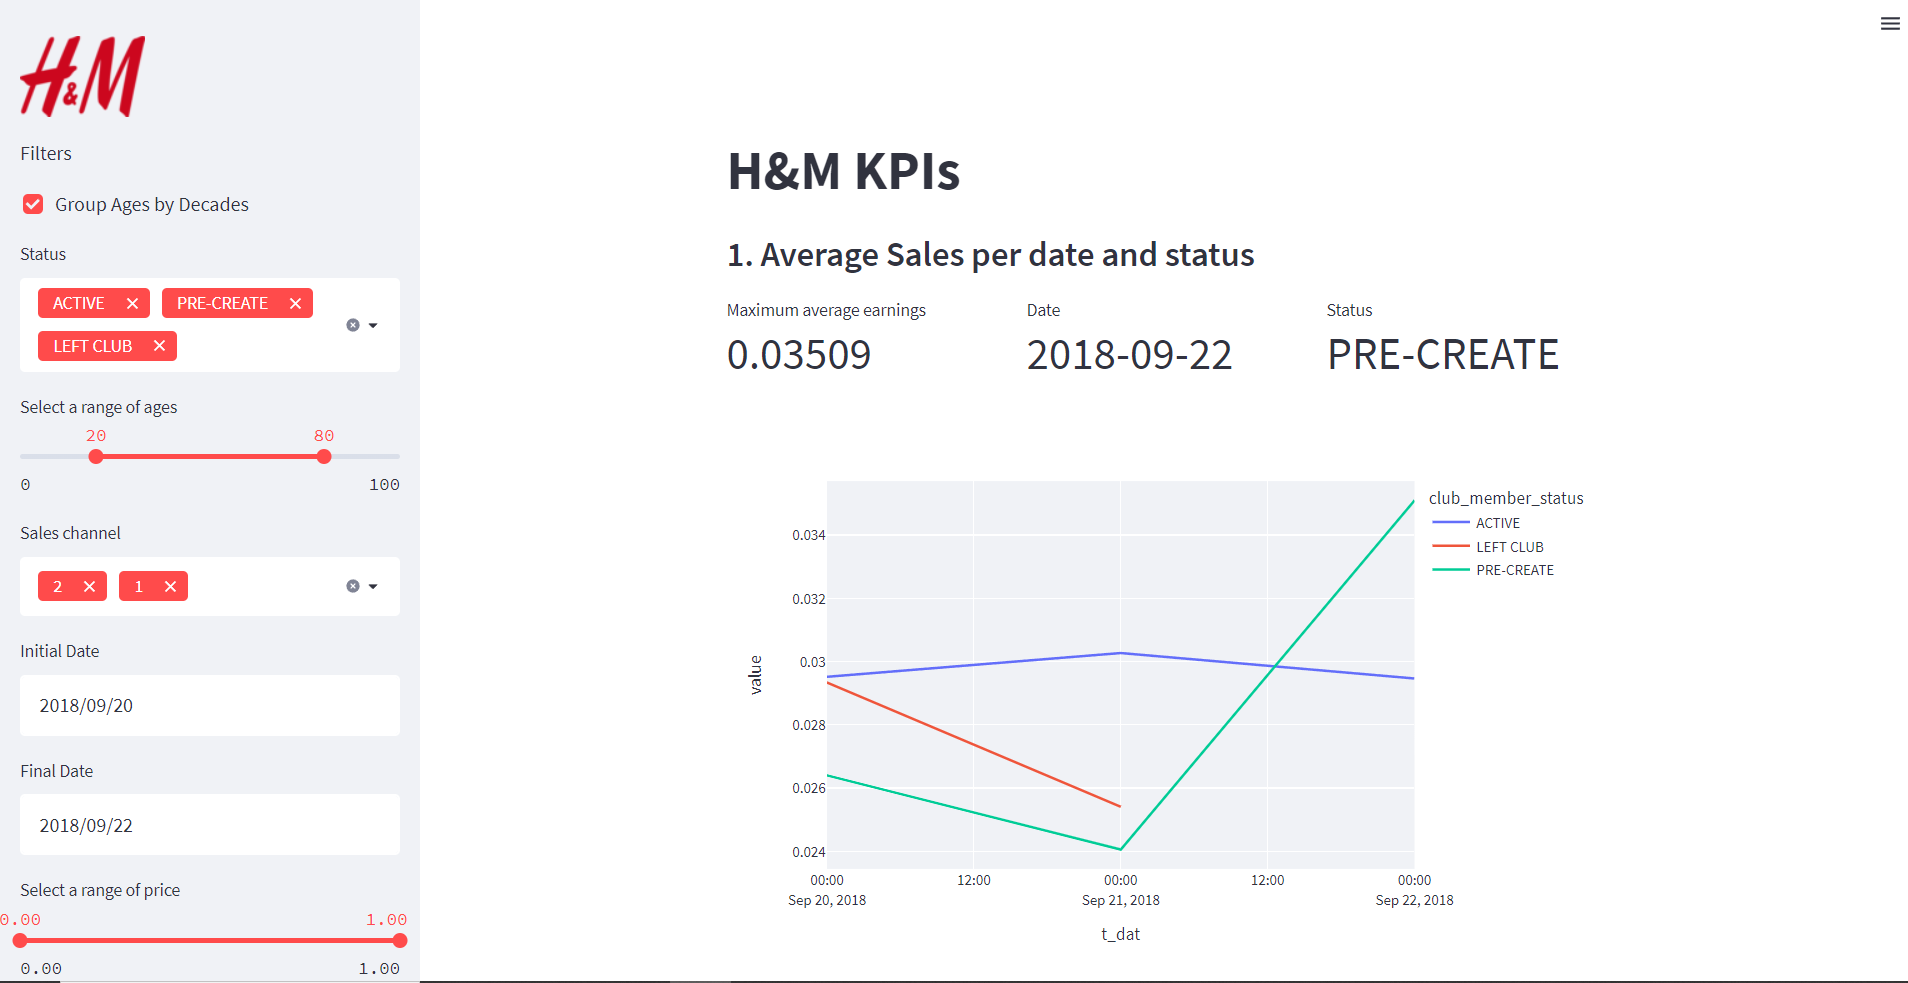 H&M
Filters
Group Ages by Decades
Status
ACTIVE
PRE-CREATE
LEFT CLUB
Select a range of ages
20 80
0 100
Sales channel
2 1
Initial Date
2018/09/20
Final Date
2018/09/22
Select a range of price
0.00 1.00
0.00 1.00
H&M KPIs
1. Average Sales per date and status
Maximum average earnings
0.03509
Date
2018-09-22
Status
PRE-CREATE
value
0.034
0.032
0.03
0.028
0.026
0.024
00:00 12:00 00:00 12:00 00:00
Sep 20, 2018 Sep 21, 2018 Sep 22, 2018
t_dat
club_member_status
ACTIVE
LEFT CLUB
PRE-CREATE